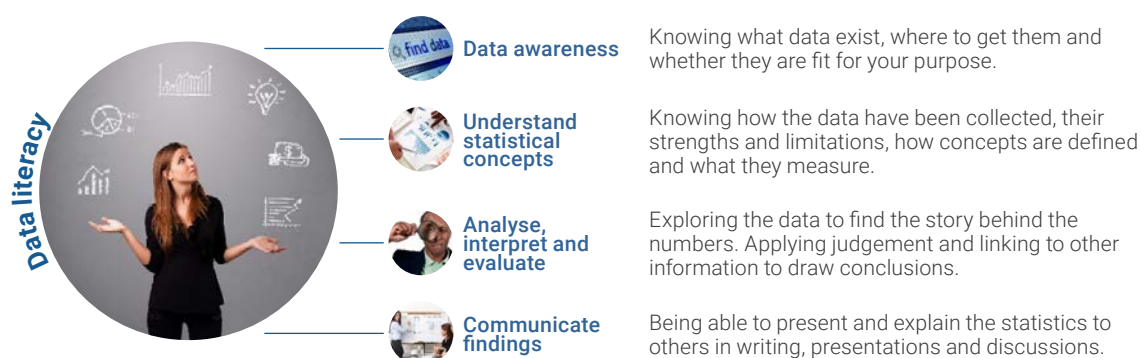 Data literacy
find data
Data awareness
Knowing what data exist, where to get them and
whether they are fit for your purpose.
Understand
statistical
concepts
Knowing how the data have been collected, their
strengths and limitations, how concepts are defined
and what they measure.
Analyse,
interpret and
evaluate
Exploring the data to find the story behind the
numbers. Applying judgement and linking to other
information to draw conclusions.
Communicate
findings
Being able to present and explain the statistics to
others in writing, presentations and discussions.